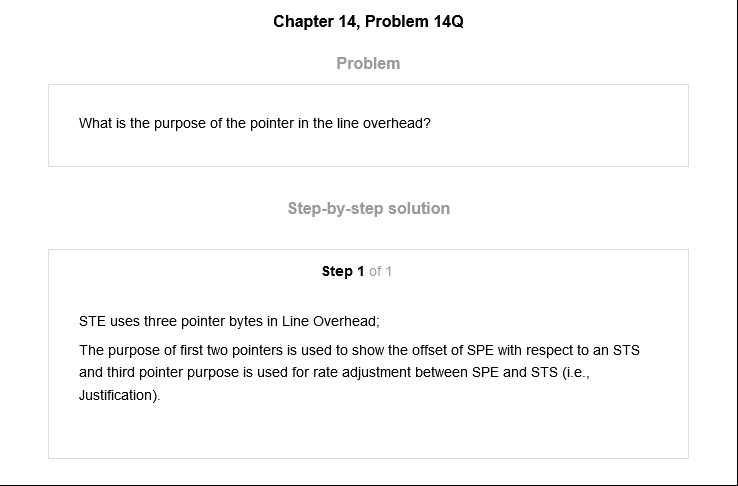 Chapter 14, Problem 14Q
Problem
What is the purpose of the pointer in the line overhead?
Step-by-step solution
Step 1 of 1
STE uses three pointer bytes in Line Overhead;
The purpose of first two pointers is used to show the offset of SPE with respect to an STS
and third pointer purpose is used for rate adjustment between SPE and STS (i.e.,
Justification).